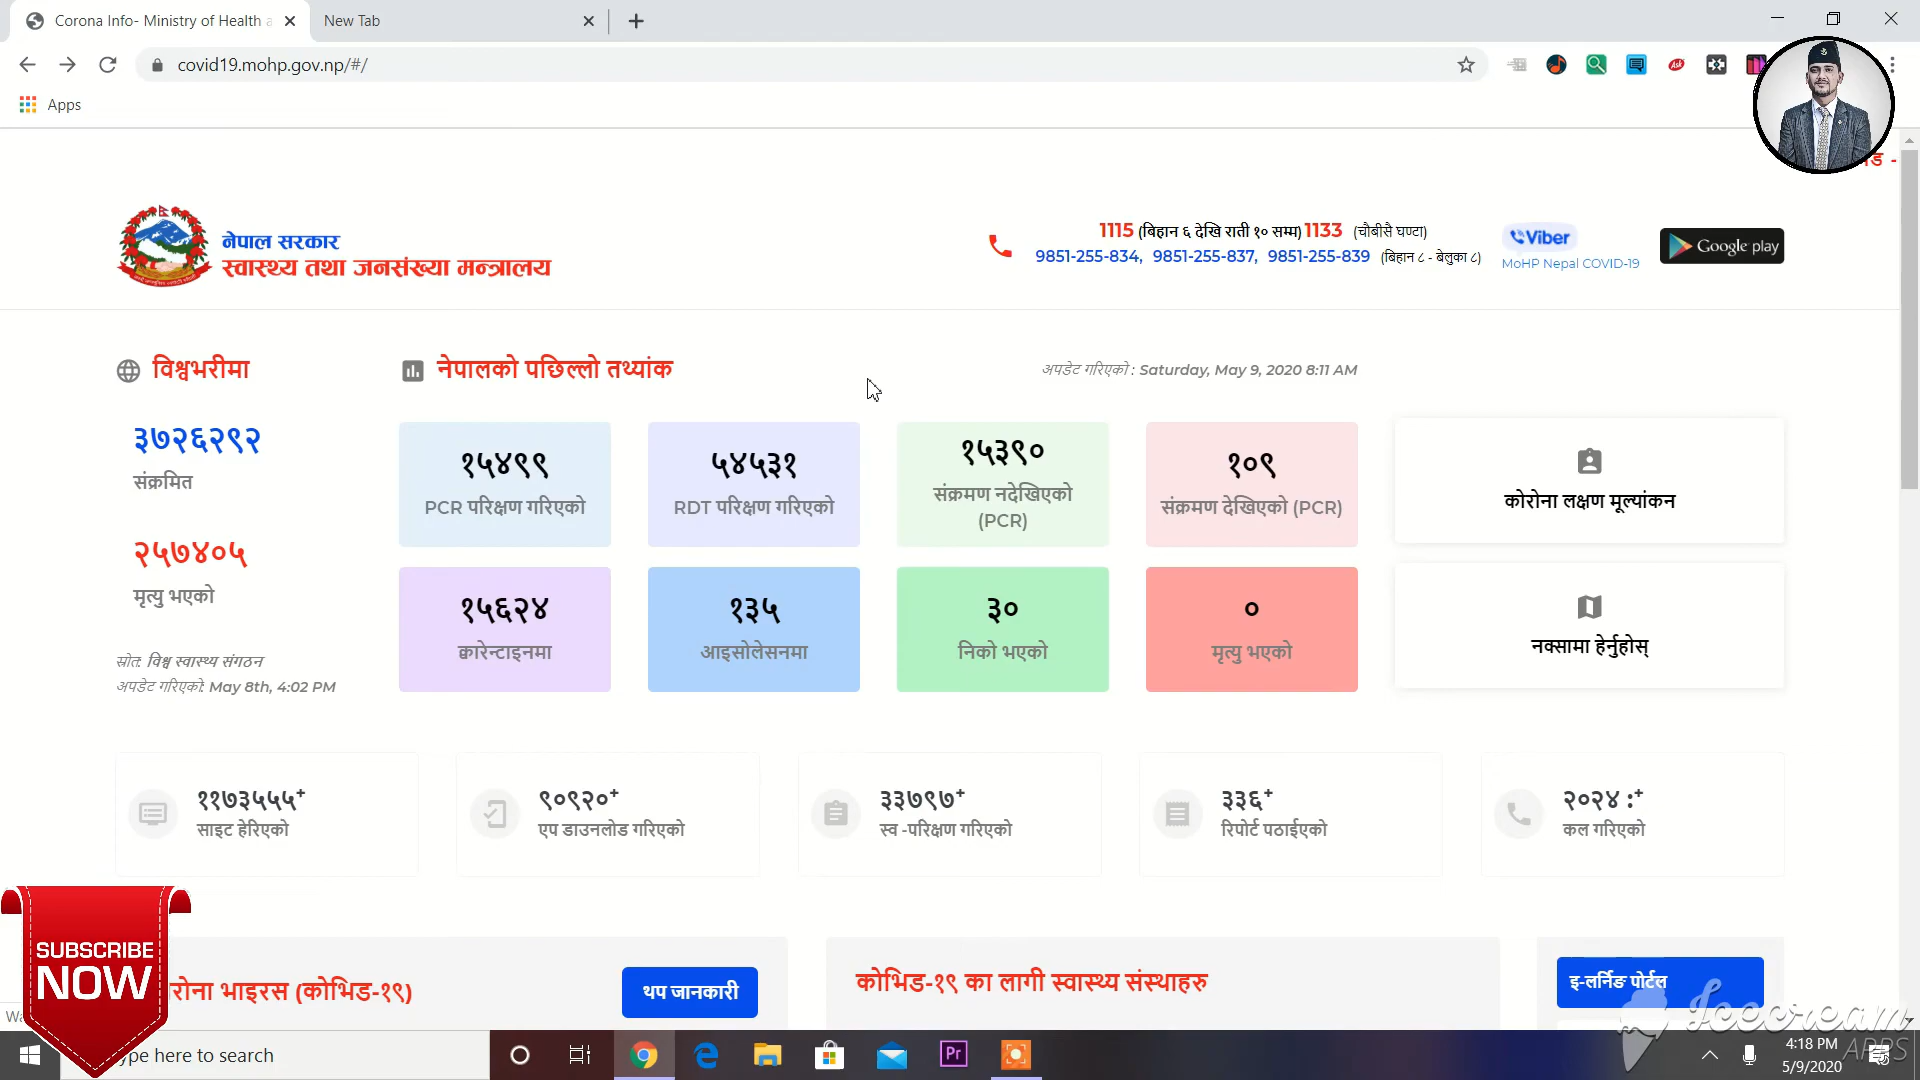 Corona Info- Ministry of Health a
New Tab
covid19.mohp.gov.np/#/
Apps
नेपाल सरकार
स्वास्थ्य तथा जनसंख्या मन्त्रालय
1115 (बिहान ६ देखि राती १० सम्म) 1133 (चौबीसै घण्टा)
9851-255-834, 9851-255-837, 9851-255-839 (बिहान ८ - बेलुका ८)
Viber
MoHP Nepal COVID-19
Google play
विश्वभरीमा
नेपालको पछिल्लो तथ्यांक
अपडेट गरिएको : Saturday, May 9, 2020 8:11 AM
३७२६२९२
संक्रमित
२५७४०५
मृत्यु भएको
स्रोत: विश्व स्वास्थ्य संगठन
अपडेट गरिएको: May 8th, 4:02 PM
१५४९९
PCR परिक्षण गरिएको
५४५३१
RDT परिक्षण गरिएको
१५३९०
संक्रमण नदेखिएको
(PCR)
१०९
संक्रमण देखिएको (PCR)
कोरोना लक्षण मूल्यांकन
१५६२४
क्वारेन्टाइनमा
१३५
आइसोलेसनमा
३०
निको भएको
०
मृत्यु भएको
नक्सामा हेर्नुहोस्
११७३५५५+
साइट हेरिएको
९०९२०+
एप डाउनलोड गरिएको
३३७९७+
स्व -परिक्षण गरिएको
३३६+
रिपोर्ट पठाईएको
२०२४ :+
कल गरिएको
SUBSCRIBE
NOW
रोना भाइरस (कोभिड-१९)
थप जानकारी
कोभिड-१९ का लागी स्वास्थ्य संस्थाहरु
इ-लर्निङ पोर्टल
Icecream
APPS
ype here to search
Pr
4:18 PM
5/9/2020